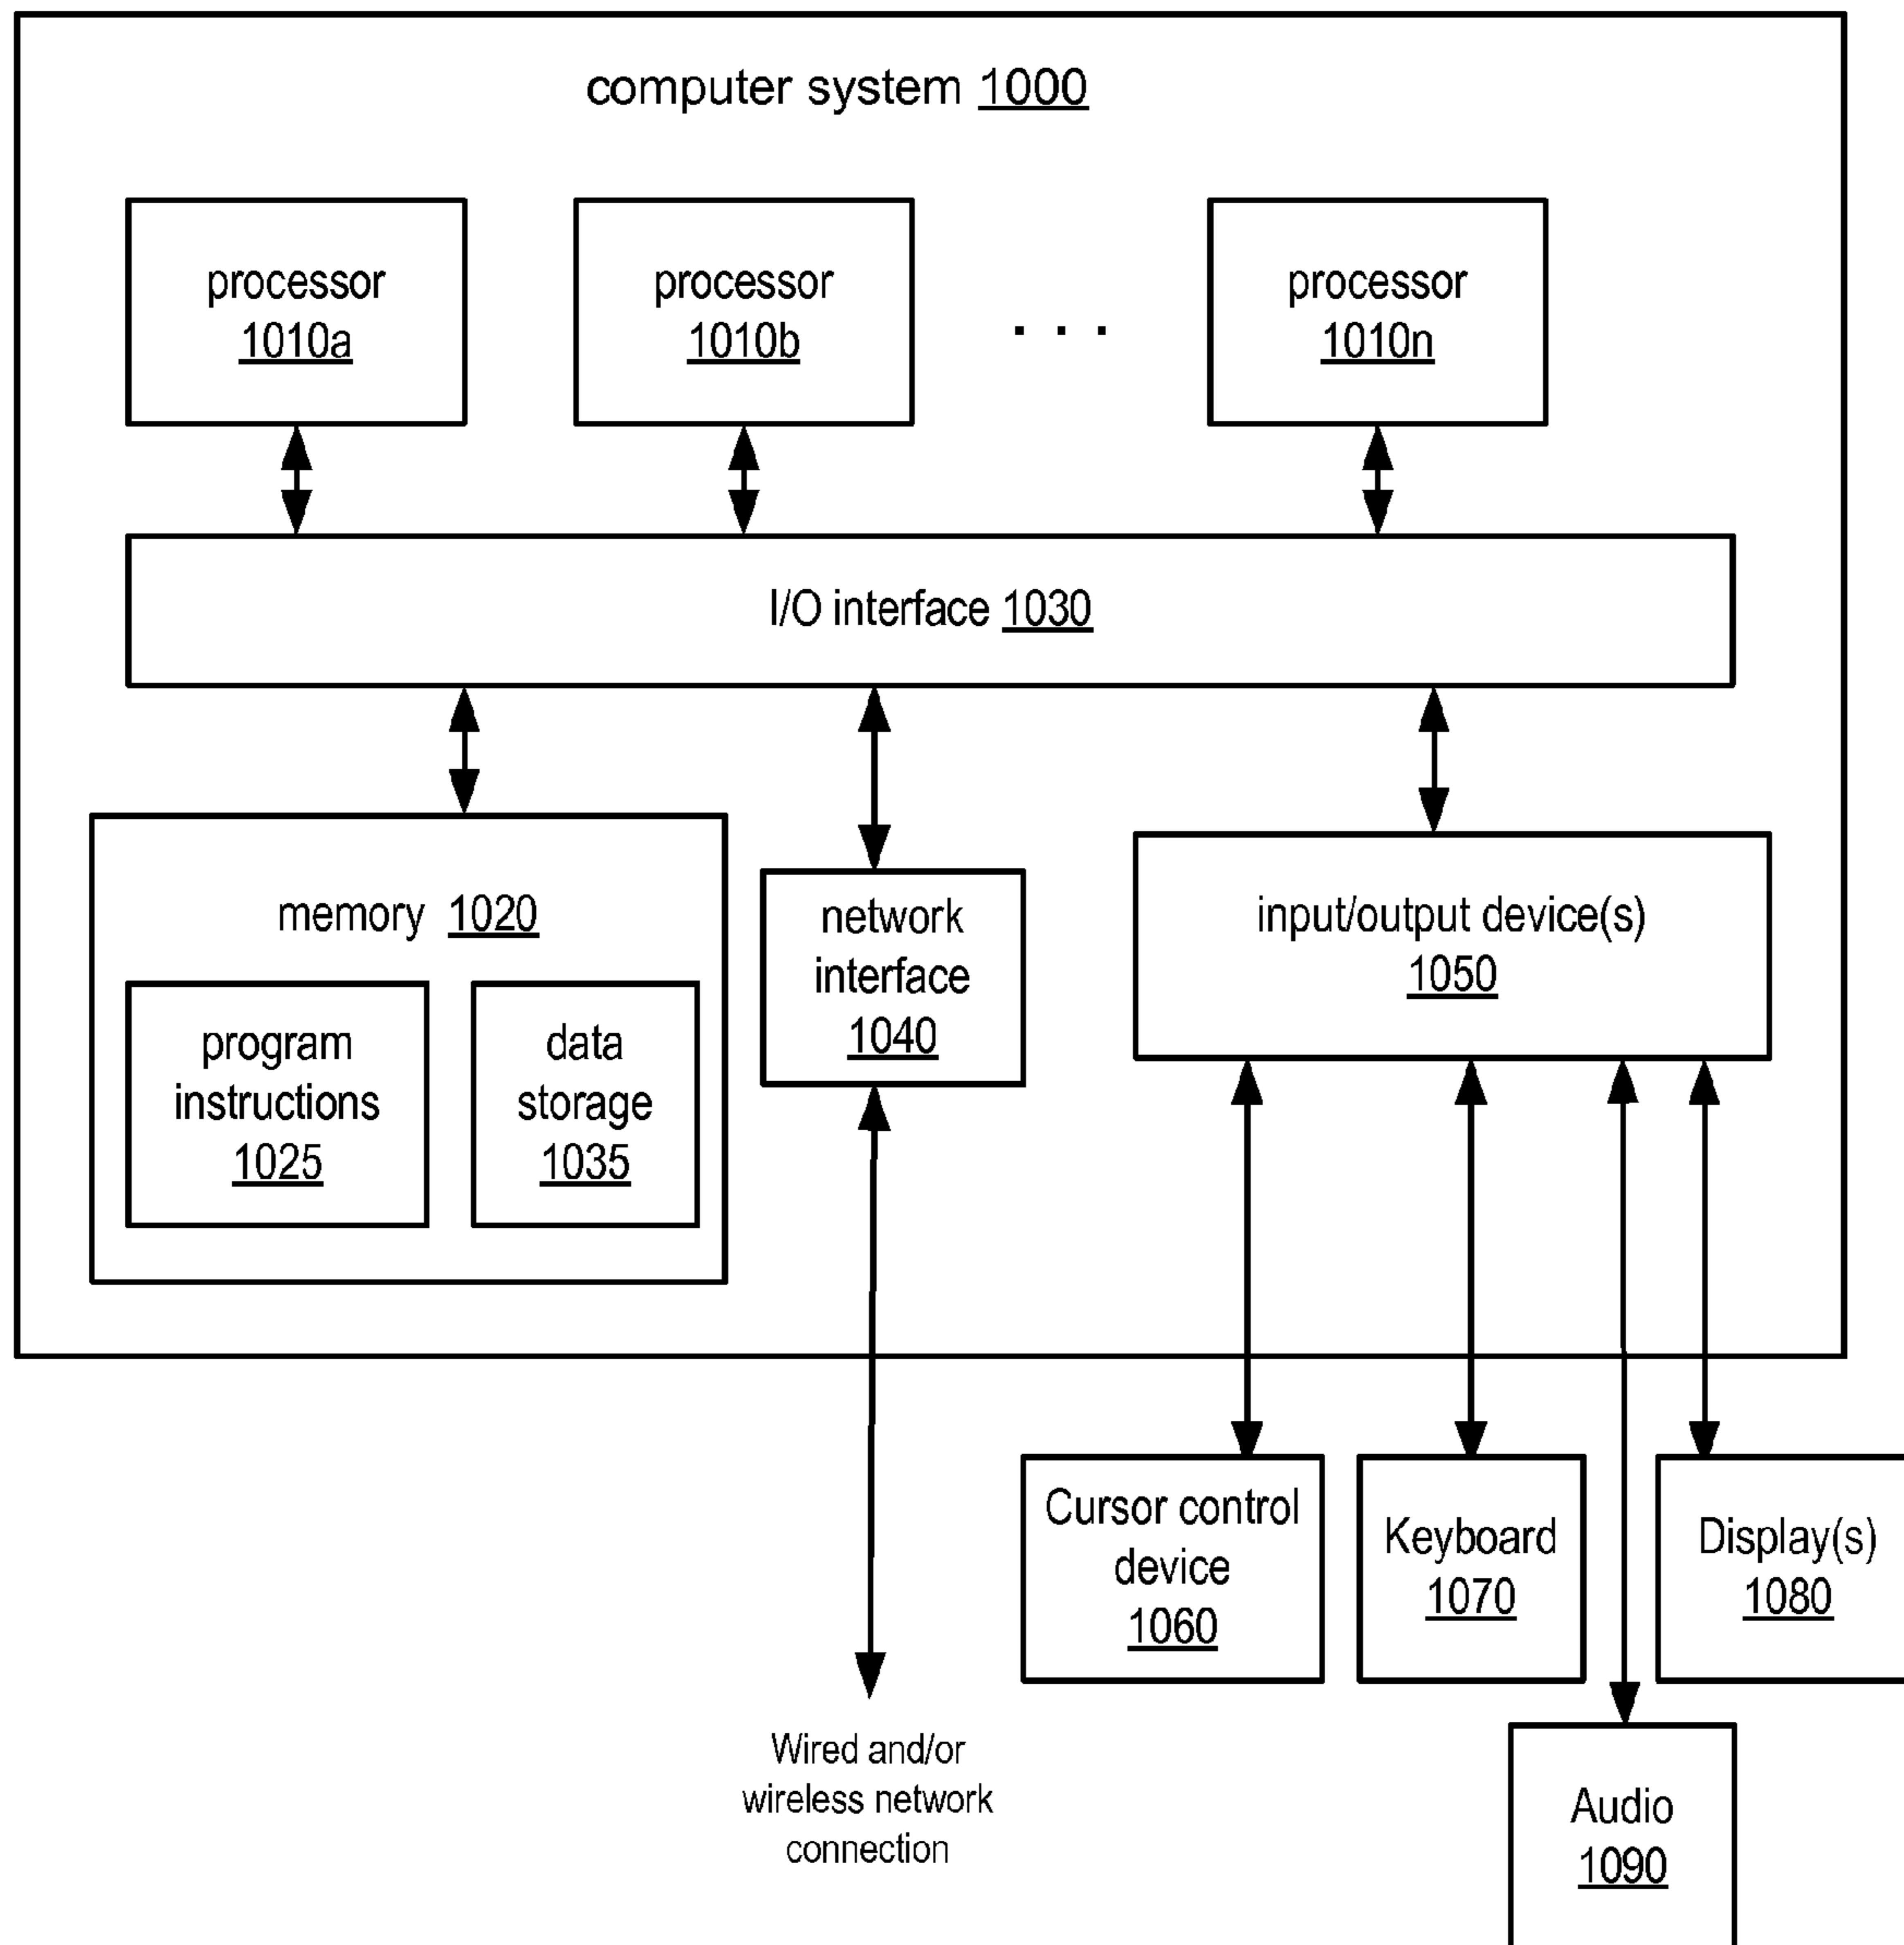 computer system 1000
processor
1010a
processor
1010b
. . .
processor
1010n
I/O interface 1030
memory 1020
program
instructions
1025
data
storage
1035
network
interface
1040
input/output device(s)
1050
Cursor control
device
1060
Keyboard
1070
Display(s)
1080
Wired and/or
wireless network
connection
Audio
1090